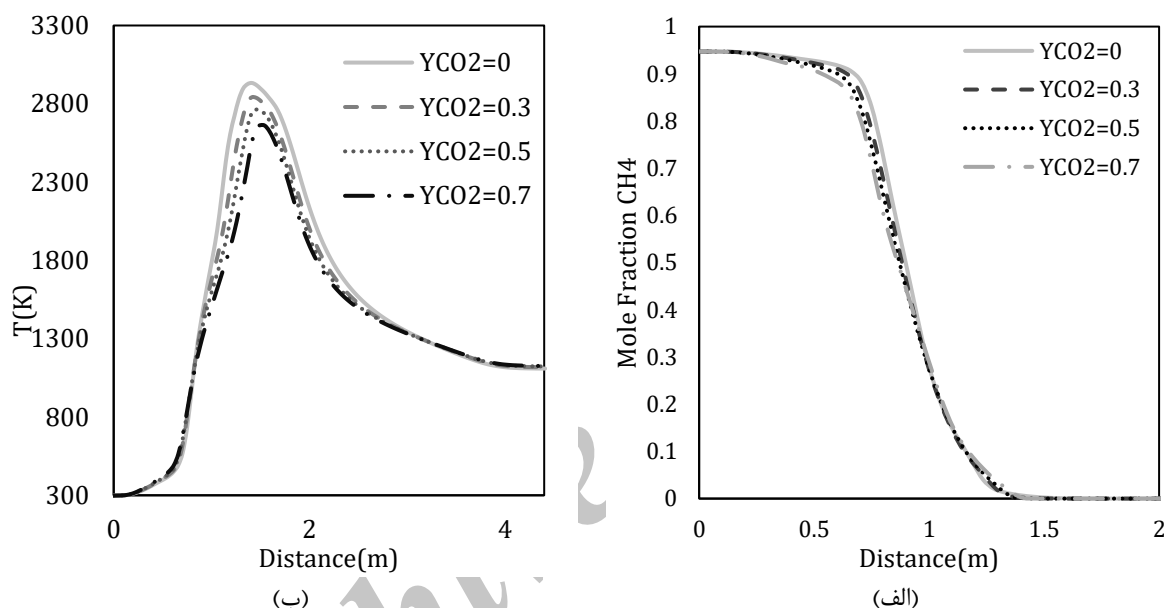 3300
2800
2300
1800
1300
800
300
T(K)
0
2
4
Distance(m)
YCO2=0
YCO2=0.3
YCO2=0.5
YCO2=0.7
(ب)
1
0.9
0.8
0.7
0.6
0.5
0.4
0.3
0.2
0.1
0
Mole Fraction CH4
0
0.5
1
1.5
2
Distance(m)
YCO2=0
YCO2=0.3
YCO2=0.5
YCO2=0.7
(الف)